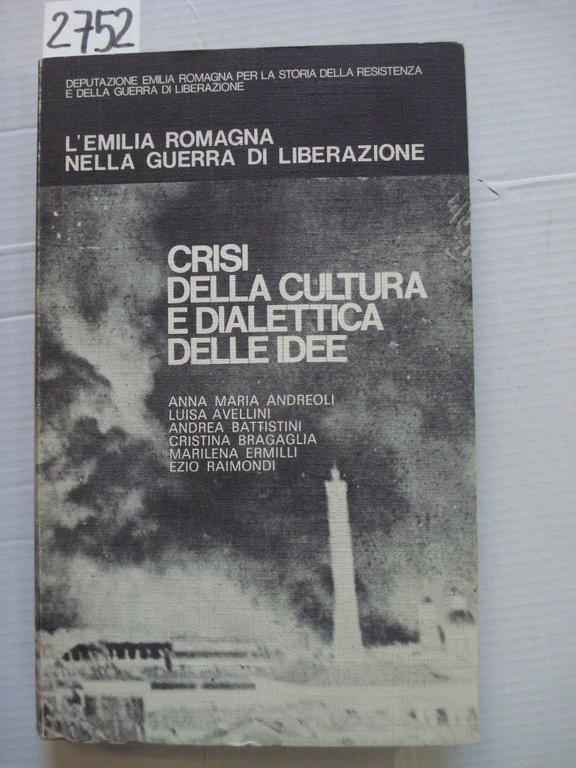 2752
DEPUTAZIONE EMILIA ROMAGNA PER LA STORIA DELLA RESISTENZA
E DELLA GUERRA DI LIBERAZIONE
L'EMILIA ROMAGNA
NELLA GUERRA DI LIBERAZIONE
CRISI
DELLA CULTURA
E DIALETTICA
DELLE IDEE
ANNA MARIA ANDREOLI
LUISA AVELLINI
ANDREA BATTISTINI
CRISTINA BRAGAGLIA
MARILENA ERMILLI
EZIO RAIMONDI